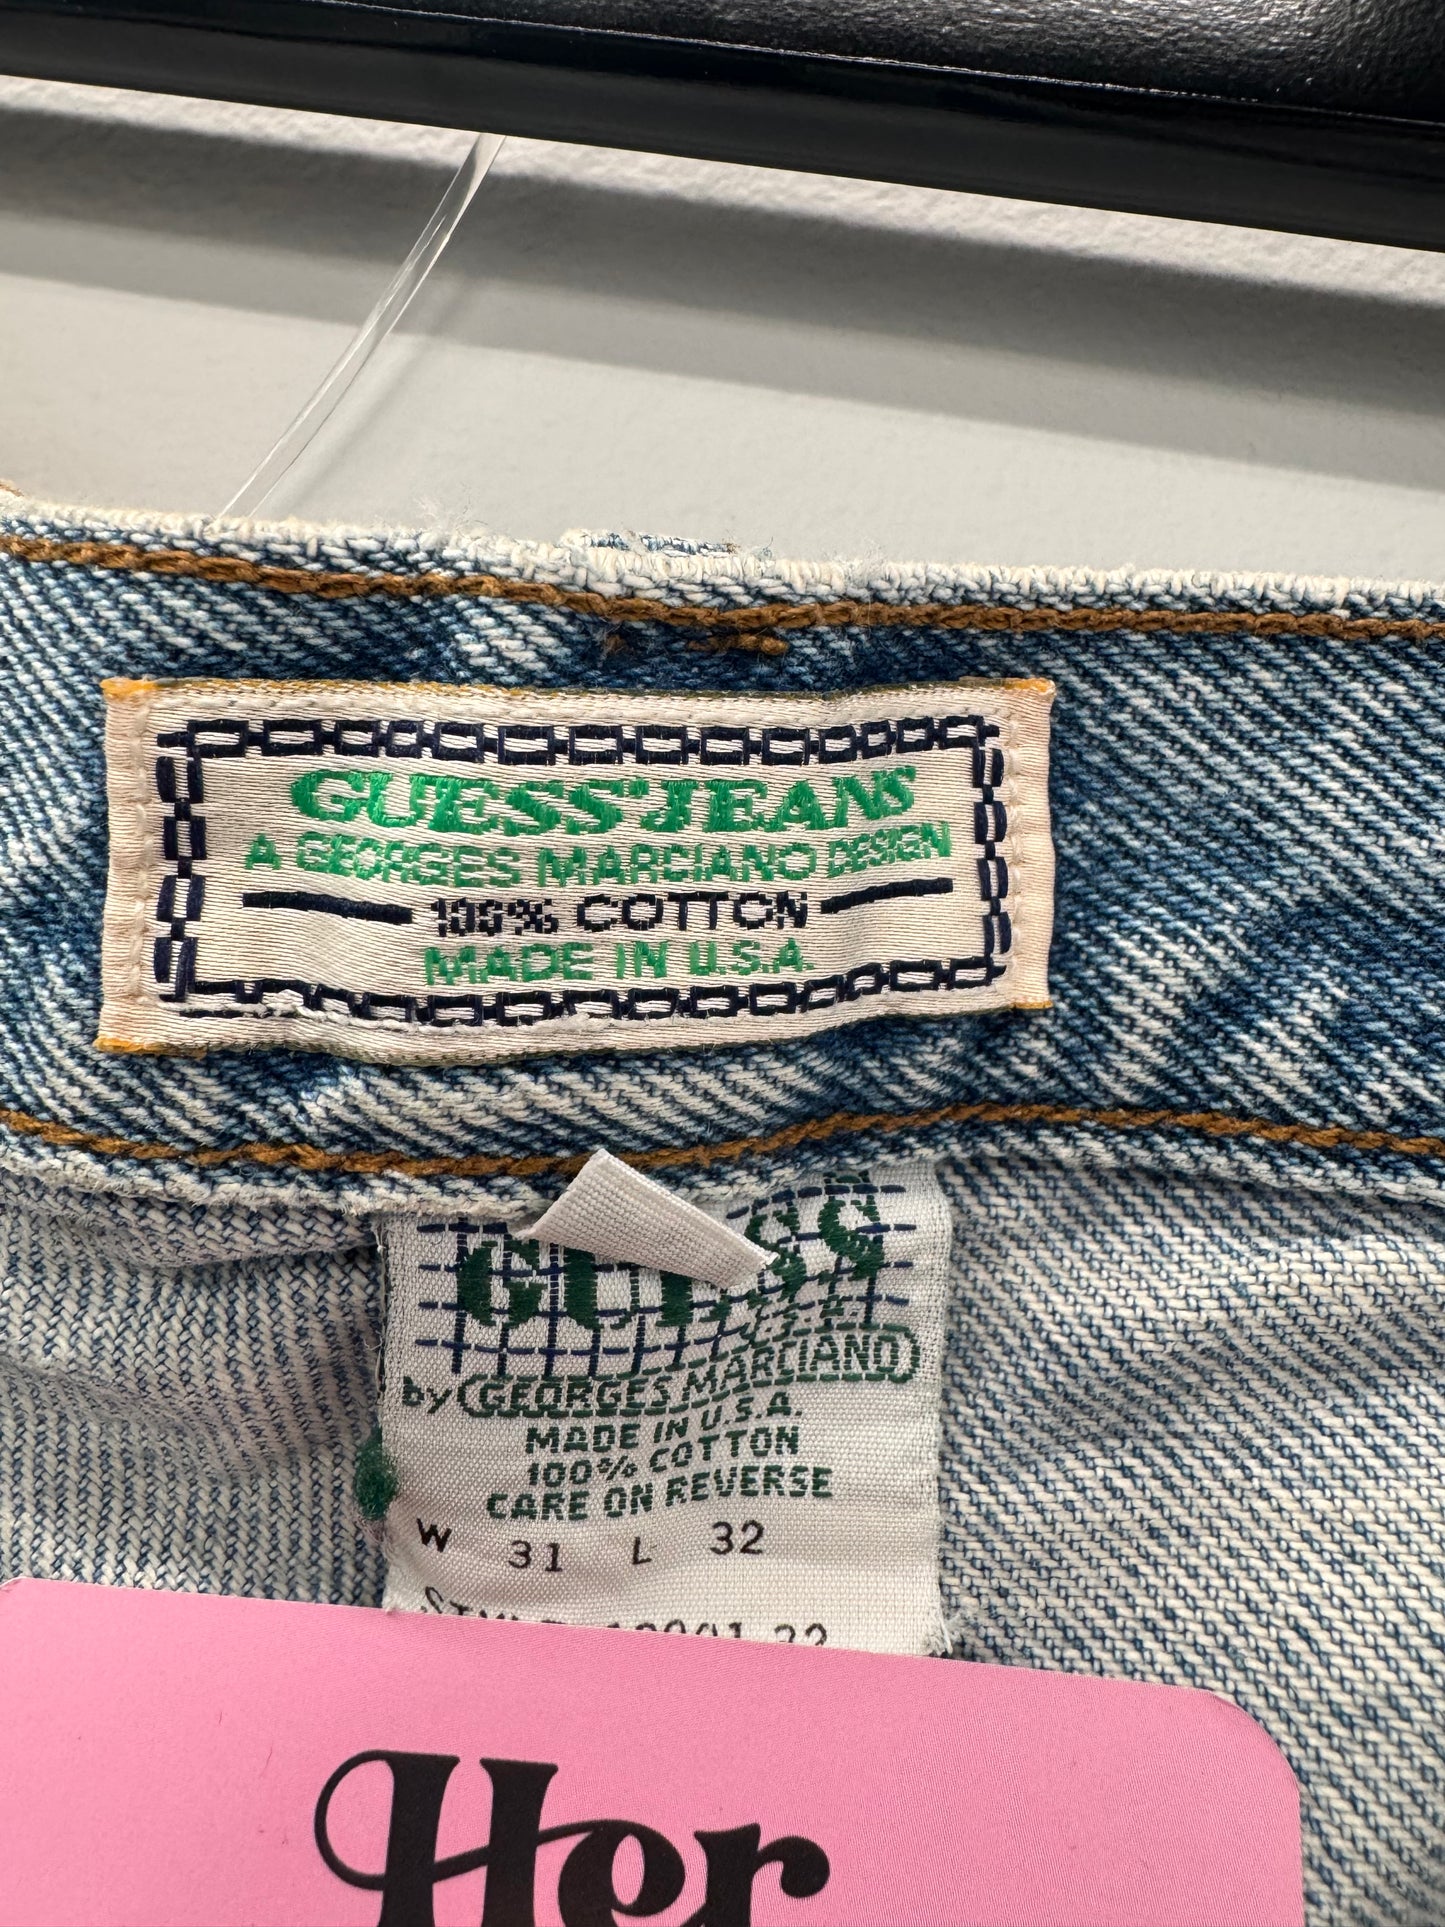 GUESS JEANS
A GEORGES MARCIANO DESIGN
100% COTTON
MADE IN U.S.A.
GUESS
by GEORGES MARCIANO
MADE IN U.S.A.
100% COTTON
CARE ON REVERSE
W 31 L 32
Her